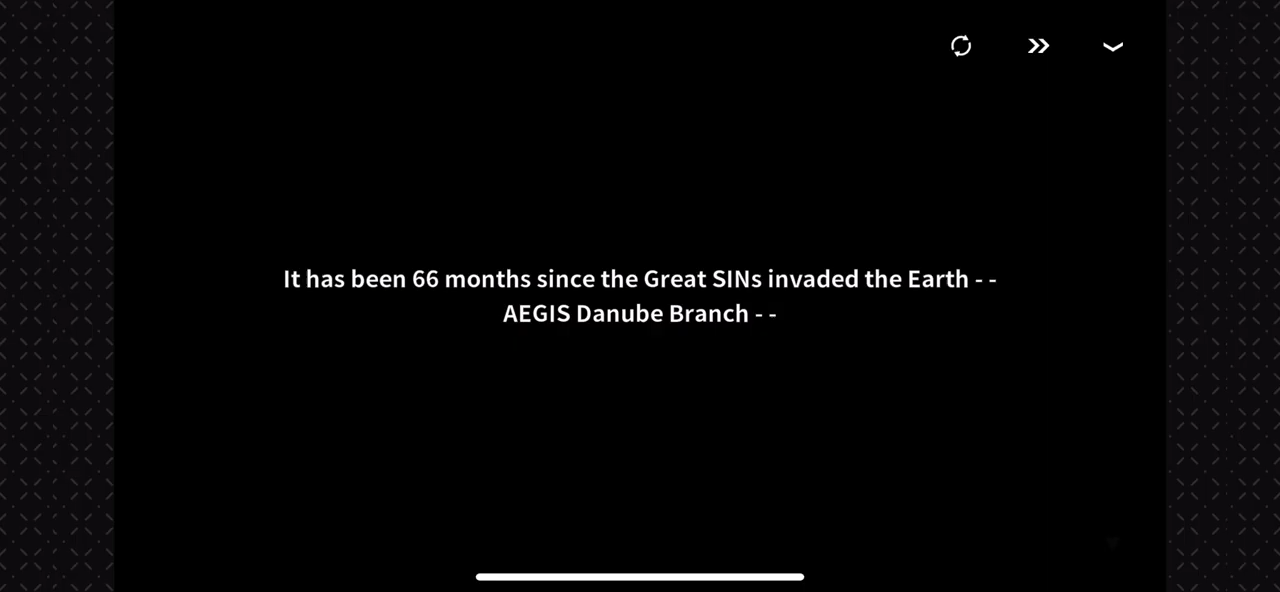 It has been 66 months since the Great SINs invaded the Earth - -
AEGIS Danube Branch - -